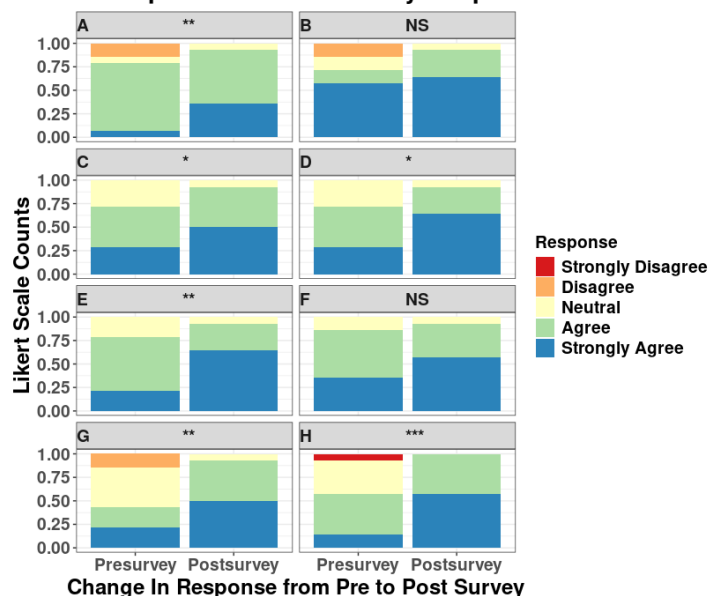 A ** B NS
1.00
0.75
0.50
0.25
0.00
C * D *
1.00
0.75
0.50
0.25
0.00
E ** F NS
1.00
0.75
0.50
0.25
0.00
G ** H ***
1.00
0.75
0.50
0.25
0.00
Presurvey Postsurvey Presurvey Postsurvey
Change In Response from Pre to Post Survey
Likert Scale Counts
Response
Strongly Disagree
Disagree
Neutral
Agree
Strongly Agree